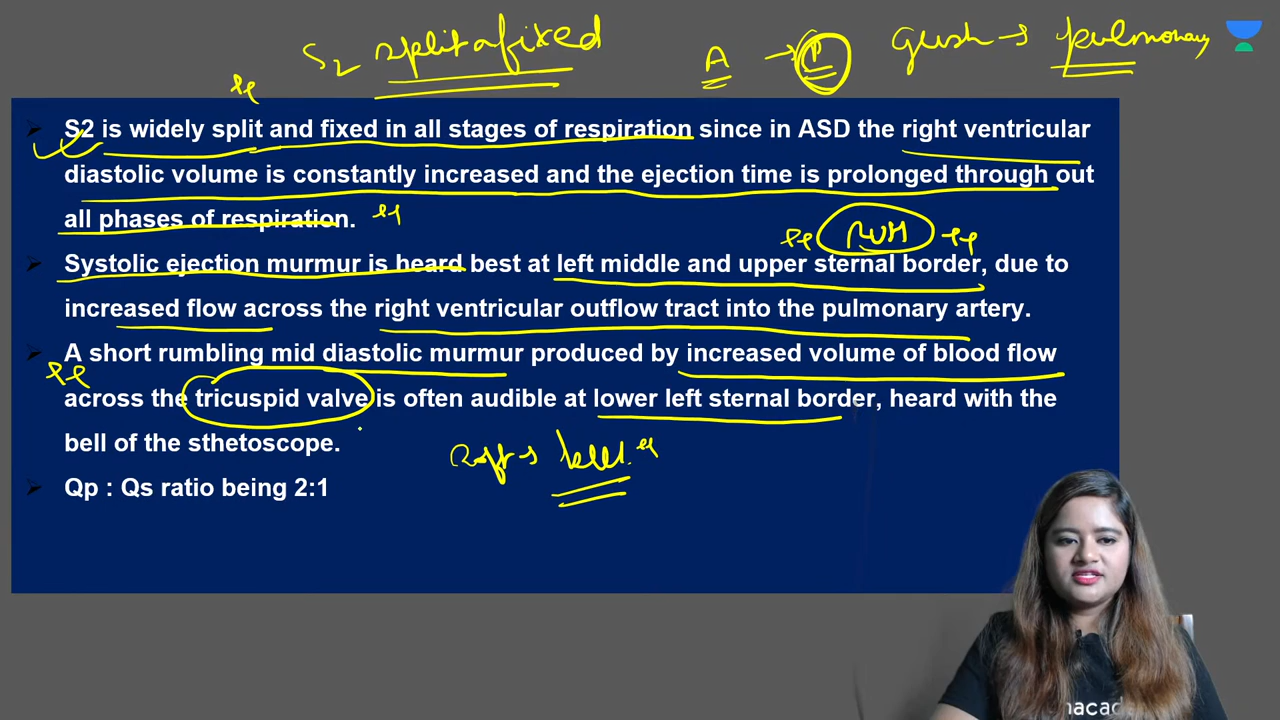 S2 split & fixed
A → P
gush → pulmonary
S2 is widely split and fixed in all stages of respiration since in ASD the right ventricular
diastolic volume is constantly increased and the ejection time is prolonged through out
all phases of respiration.
RVH
Systolic ejection murmur is heard best at left middle and upper sternal border, due to
increased flow across the right ventricular outflow tract into the pulmonary artery.
A short rumbling mid diastolic murmur produced by increased volume of blood flow
across the tricuspid valve is often audible at lower left sternal border, heard with the
bell of the sthetoscope.
bell
Qp : Qs ratio being 2:1